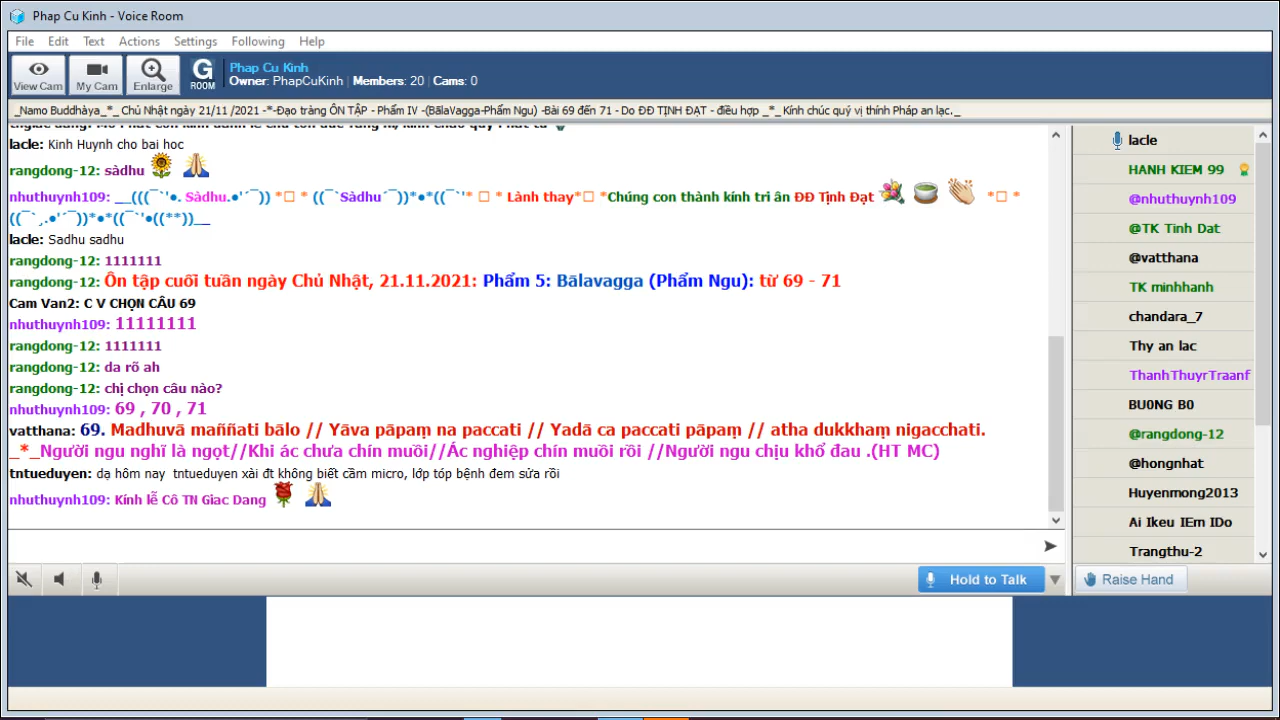 Phap Cu Kinh - Voice Room
File Edit Text Actions Settings Following Help
View Cam My Cam Enlarge G ROOM
Phap Cu Kinh
Owner: PhapCuKinh Members: 20 Cams: 0
_Namo Buddhàya_*_Chủ Nhật ngày 21/11 /2021 -*-Đạo tràng ÔN TẬP - Phẩm IV -(BãlaVagga-Phẩm Ngu) -Bài 69 đến 71 - Do ĐĐ TỊNH ĐẠT - điều hợp _*_Kính chúc quý vị thính Pháp an lạc._
lacle: Kinh Huynh cho bai hoc
rangdong-12: sàdhu
nhuthuynh109: __(((¯`'•. Sàdhu.•'´¯)) *□ * ((¯`Sàdhu´¯))*•*((¯`'* □ * Lành thay*□ *Chúng con thành kính tri ân ĐĐ Tịnh Đạt *□ *
((¯`¸.•'´¯))*•*((¯`'•((**))__
lacle: Sadhu sadhu
rangdong-12: 1111111
rangdong-12: Ôn tập cuối tuần ngày Chủ Nhật, 21.11.2021: Phẩm 5: Bālavagga (Phẩm Ngu): từ 69 - 71
Cam Van2: C V CHỌN CÂU 69
nhuthuynh109: 11111111
rangdong-12: 1111111
rangdong-12: da rõ ah
rangdong-12: chị chọn câu nào?
nhuthuynh109: 69 , 70 , 71
vatthana: 69. Madhuvā maññati bālo // Yāva pāpaṃ na paccati // Yadā ca paccati pāpaṃ // atha dukkhaṃ nigacchati.
_*_Người ngu nghĩ là ngọt//Khi ác chưa chín muồi//Ác nghiệp chín muồi rồi //Người ngu chịu khổ đau .(HT MC)
tntueduyen: dạ hôm nay tntueduyen xài đt không biết cầm micro, lớp tóp bệnh đem sửa rồi
nhuthuynh109: Kính lễ Cô TN Giac Dang
Hold to Talk
lacle
HANH KIEM 99
@nhuthuynh109
@TK Tinh Dat
@vatthana
TK minhhanh
chandara_7
Thy an lac
ThanhThuyrTraanf
BU0NG B0
@rangdong-12
@hongnhat
Huyenmong2013
Ai Ikeu IEm IDo
Trangthu-2
Raise Hand